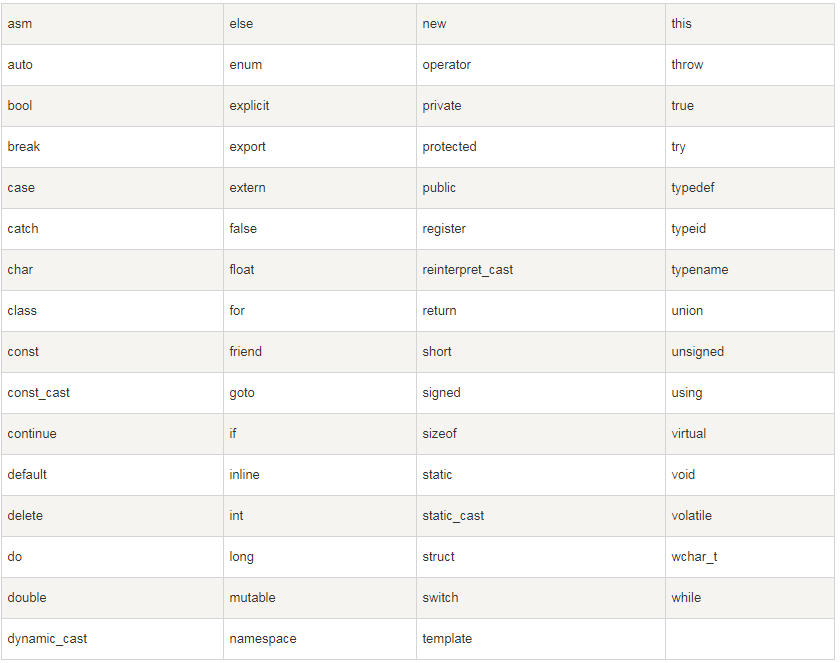 asm else new this
auto enum operator throw
bool explicit private true
break export protected try
case extern public typedef
catch false register typeid
char float reinterpret_cast typename
class for return union
const friend short unsigned
const_cast goto signed using
continue if sizeof virtual
default inline static void
delete int static_cast volatile
do long struct wchar_t
double mutable switch while
dynamic_cast namespace template